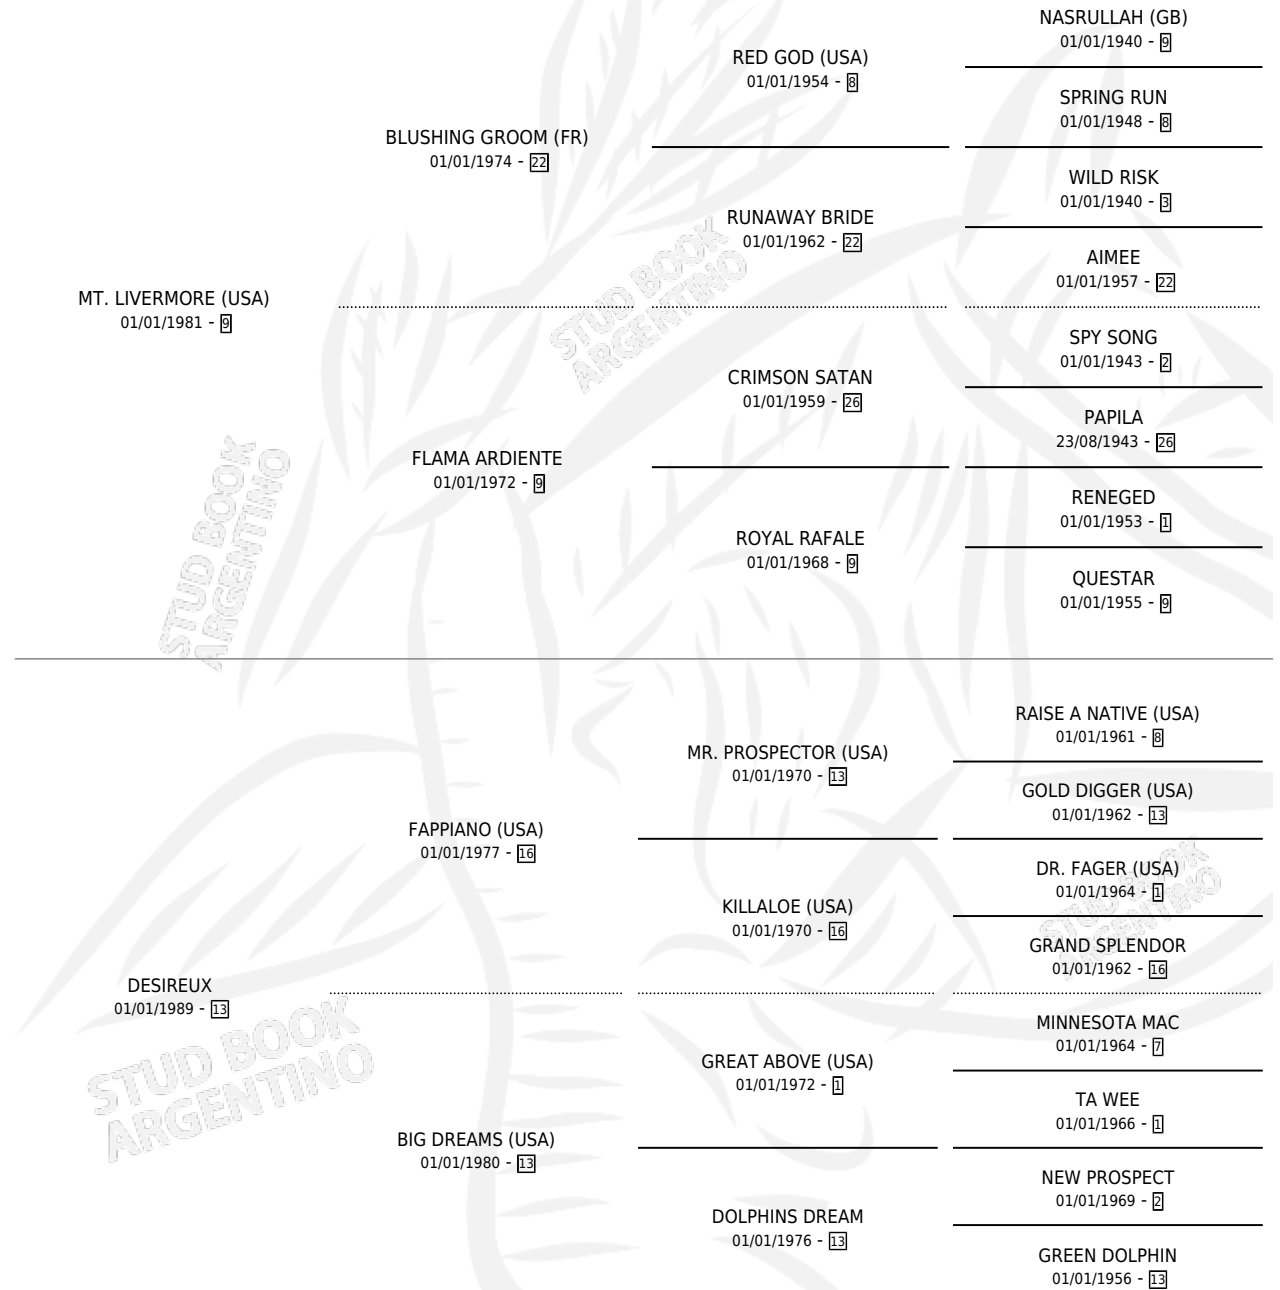 NASRULLAH (GB)
01/01/1940 - 9
RED GOD (USA)
01/01/1954 - 8
SPRING RUN
01/01/1948 - 8
BLUSHING GROOM (FR)
01/01/1974 - 22
WILD RISK
01/01/1940 - 3
RUNAWAY BRIDE
01/01/1962 - 22
AIMEE
01/01/1957 - 22
MT. LIVERMORE (USA)
01/01/1981 - 9
SPY SONG
01/01/1943 - 2
CRIMSON SATAN
01/01/1959 - 26
PAPILA
23/08/1943 - 26
FLAMA ARDIENTE
01/01/1972 - 9
RENEGED
01/01/1953 - 1
ROYAL RAFALE
01/01/1968 - 9
QUESTAR
01/01/1955 - 9
STUD BOOK
ARGENTINO
STUD BOOK
ARGENTINO
RAISE A NATIVE (USA)
01/01/1961 - 8
MR. PROSPECTOR (USA)
01/01/1970 - 13
GOLD DIGGER (USA)
01/01/1962 - 13
FAPPIANO (USA)
01/01/1977 - 16
DR. FAGER (USA)
01/01/1964 - 1
KILLALOE (USA)
01/01/1970 - 16
GRAND SPLENDOR
01/01/1962 - 16
DESIREUX
01/01/1989 - 13
MINNESOTA MAC
01/01/1964 - 7
GREAT ABOVE (USA)
01/01/1972 - 1
TA WEE
01/01/1966 - 1
BIG DREAMS (USA)
01/01/1980 - 13
NEW PROSPECT
01/01/1969 - 2
DOLPHINS DREAM
01/01/1976 - 13
GREEN DOLPHIN
01/01/1956 - 13
STUD BOOK
ARGENTINO
STUD BOOK
ARGENTINO